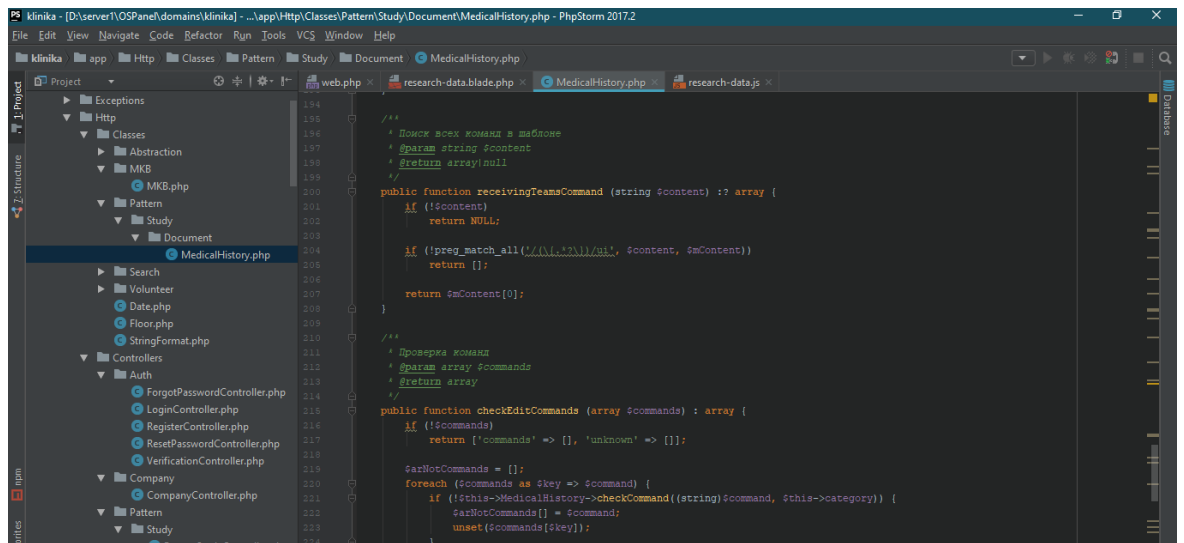 PS klinika - [D:\server1\OSPanel\domains\klinika] - ...\app\Http\Classes\Pattern\Study\Document\MedicalHistory.php - PhpStorm 2017.2
File Edit View Navigate Code Refactor Run Tools VCS Window Help
klinika app Http Classes Pattern Study Document MedicalHistory.php
Project web.php research-data.blade.php MedicalHistory.php research-data.js
1: Project
Z: Structure
npm
Database
Exceptions
Http
Classes
Abstraction
MKB
MKB.php
Pattern
Study
Document
MedicalHistory.php
Search
Volunteer
Date.php
Floor.php
StringFormat.php
Controllers
Auth
ForgotPasswordController.php
LoginController.php
RegisterController.php
ResetPasswordController.php
VerificationController.php
Company
CompanyController.php
Pattern
Study
194
195 /**
196 * Поиск всех команд в шаблоне
197 * @param string $content
198 * @return array|null
199 */
200 public function receivingTeamsCommand (string $content) :? array {
201 if (!$content)
202 return NULL;
203
204 if (!preg_match_all('/(\{.*?\})/ui', $content, $mContent))
205 return [];
206
207 return $mContent[0];
208 }
209
210 /**
211 * Проверка команд
212 * @param array $commands
213 * @return array
214 */
215 public function checkEditCommands (array $commands) : array {
216 if (!$commands)
217 return ['commands' => [], 'unknown' => []];
218
219 $arNotCommands = [];
220 foreach ($commands as $key => $command) {
221 if (!$this->MedicalHistory->checkCommand((string)$command, $this->category)) {
222 $arNotCommands[] = $command;
223 unset($commands[$key]);